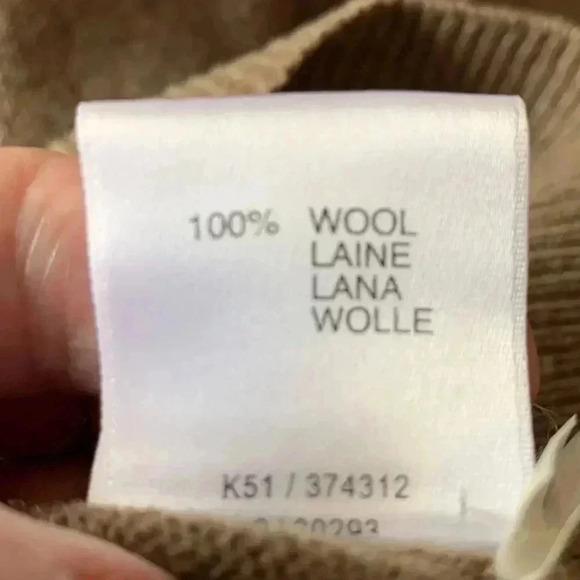 100% WOOL
LAINE
LANA
WOLLE
K51 / 374312